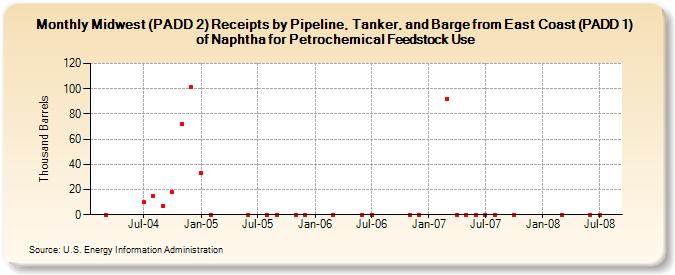 Monthly Midwest (PADD 2) Receipts by Pipeline, Tanker, and Barge from East Coast (PADD 1)
of Naphtha for Petrochemical Feedstock Use
Thousand Barrels
120
100
80
60
40
20
0
Jul-04
Jan-05
Jul-05
Jan-06
Jul-06
Jan-07
Jul-07
Jan-08
Jul-08
Source: U.S. Energy Information Administration